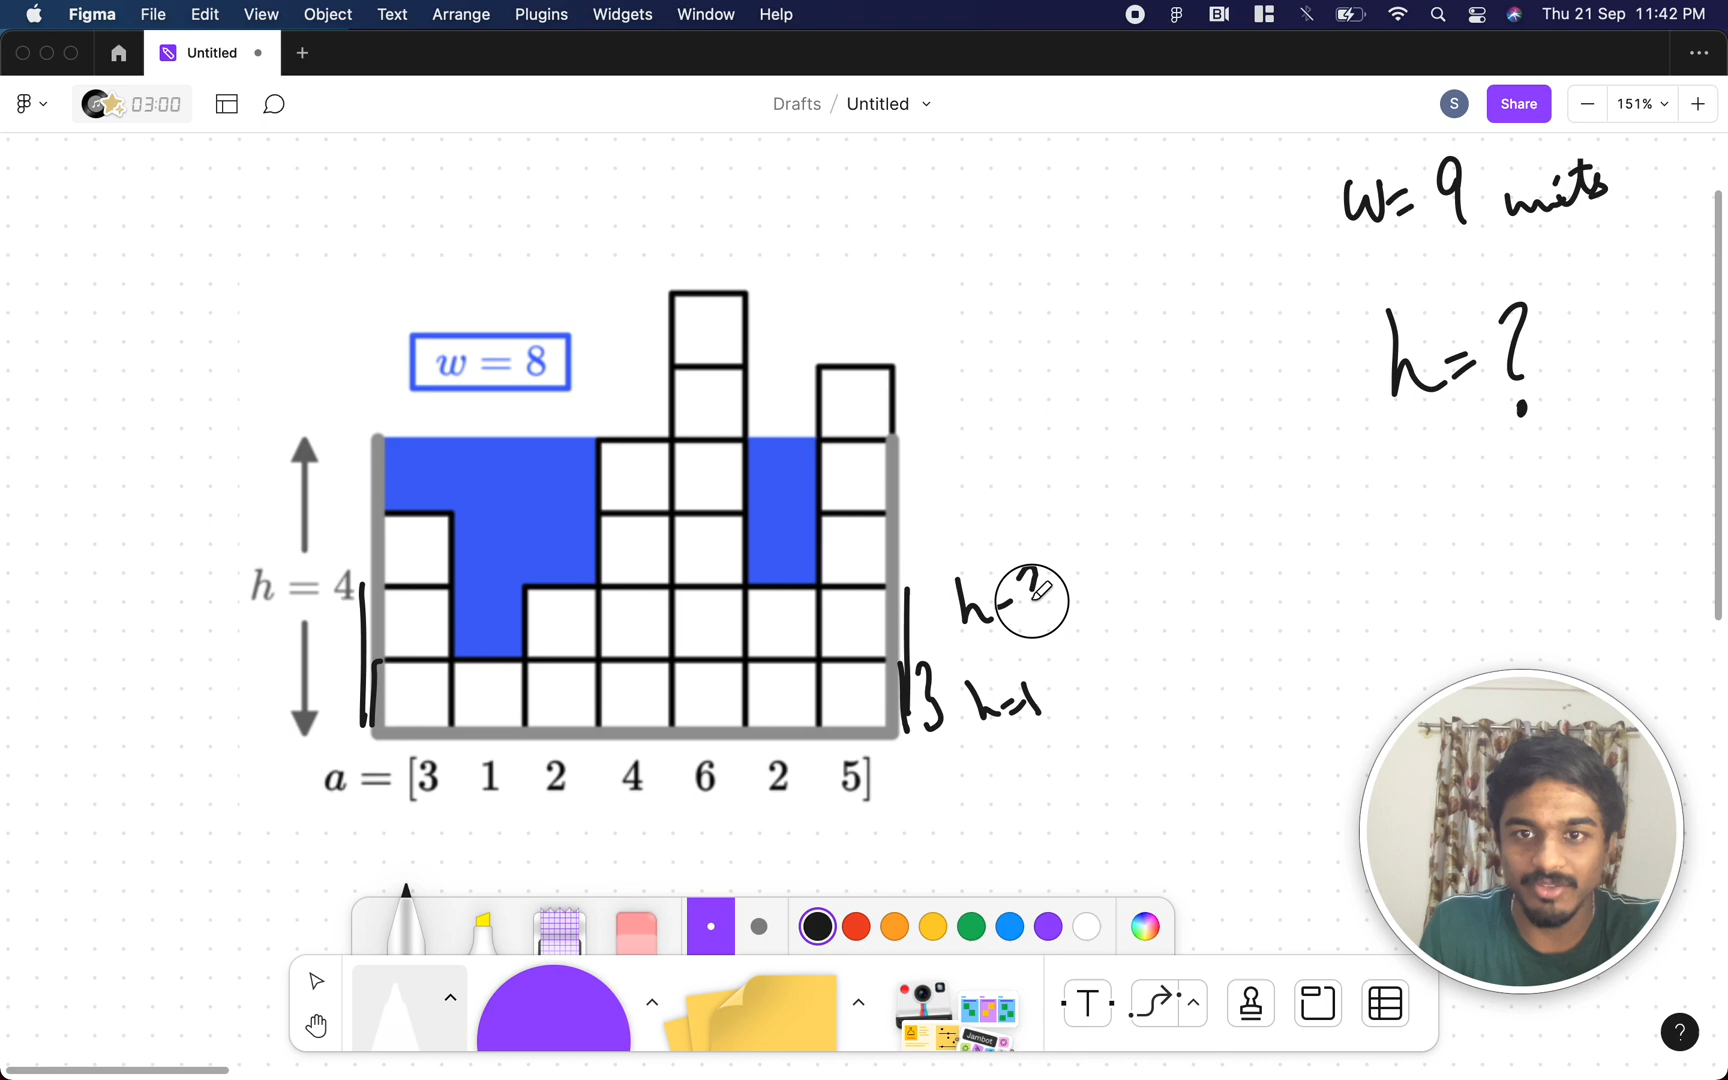 Figma File Edit View Object Text Arrange Plugins Widgets Window Help Thu 21 Sep 11:42 PM
Untitled
03:00 Drafts / Untitled S Share 151%
w= 9 units
h=?
w = 8
h = 4
h=
h=1
a = [3 1 2 4 6 2 5]
T
Jambot
?